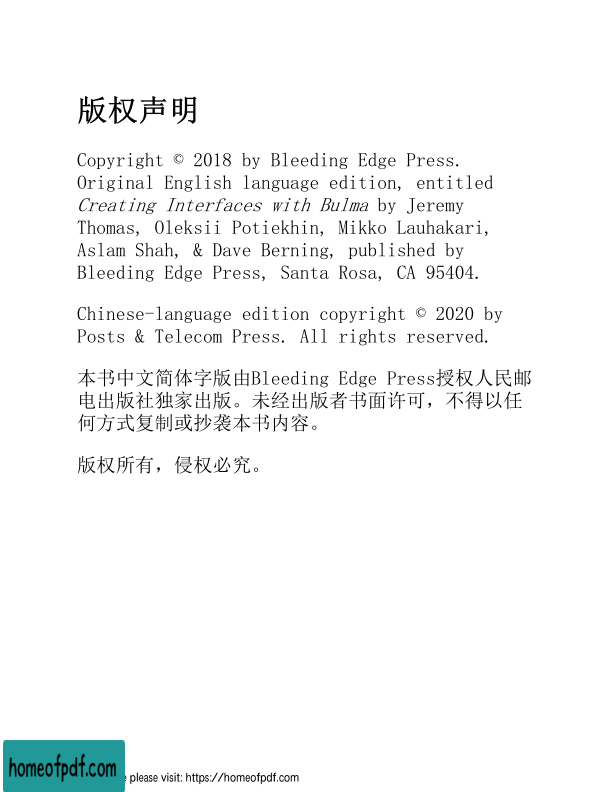 版权声明
Copyright © 2018 by Bleeding Edge Press.
Original English language edition, entitled
Creating Interfaces with Bulma by Jeremy
Thomas, Oleksii Potiekhin, Mikko Lauhakari,
Aslam Shah, & Dave Berning, published by
Bleeding Edge Press, Santa Rosa, CA 95404.
Chinese-language edition copyright © 2020 by
Posts & Telecom Press. All rights reserved.
本书中文简体字版由Bleeding Edge Press授权人民邮
电出版社独家出版。未经出版者书面许可，不得以任
何方式复制或抄袭本书内容。
版权所有，侵权必究。
homeofpdf.com
please visit: https://homeofpdf.com